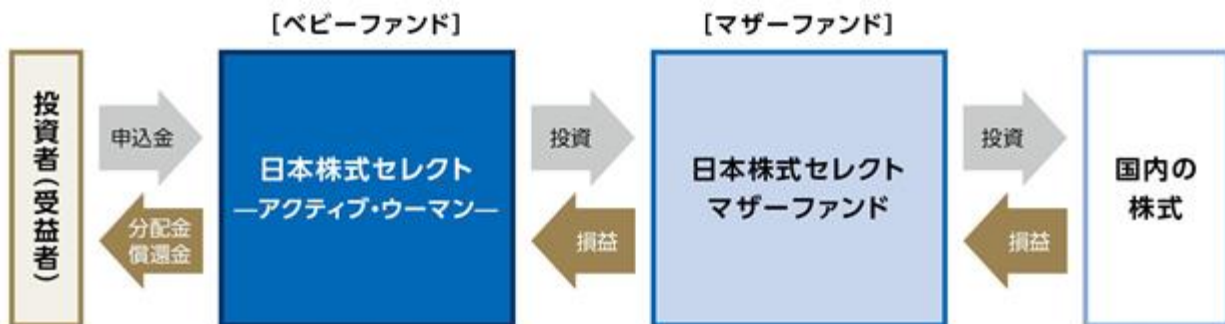 [ベビーファンド]
[マザーファンド]
投資者(受益者)
申込金
分配金
償還金
日本株式セレクト
―アクティブ・ウーマン―
投資
損益
日本株式セレクト
マザーファンド
投資
損益
国内の
株式